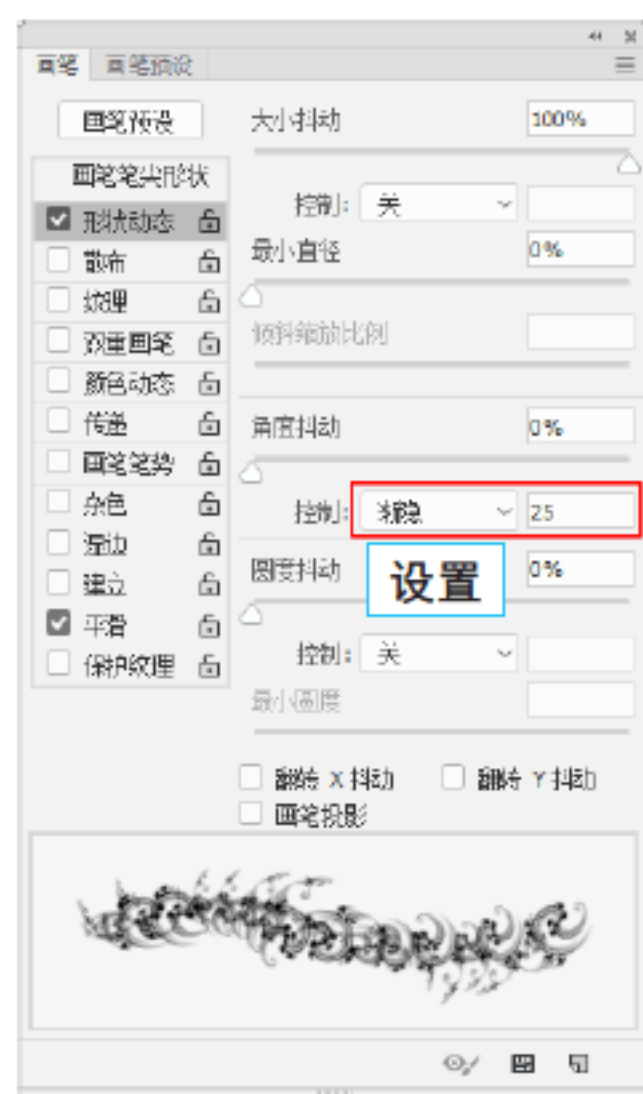 画笔 画笔预设
画笔预设
大小抖动 100%
画笔笔尖形状
控制: 关
形状动态
最小直径 0%
散布
纹理
倾斜缩放比例
双重画笔
颜色动态
传递
角度抖动 0%
画笔笔势
杂色
控制: 渐隐 25
湿边
圆度抖动 0%
设置
建立
平滑
控制: 关
保护纹理
最小圆度
翻转 X 抖动 翻转 Y 抖动
画笔投影